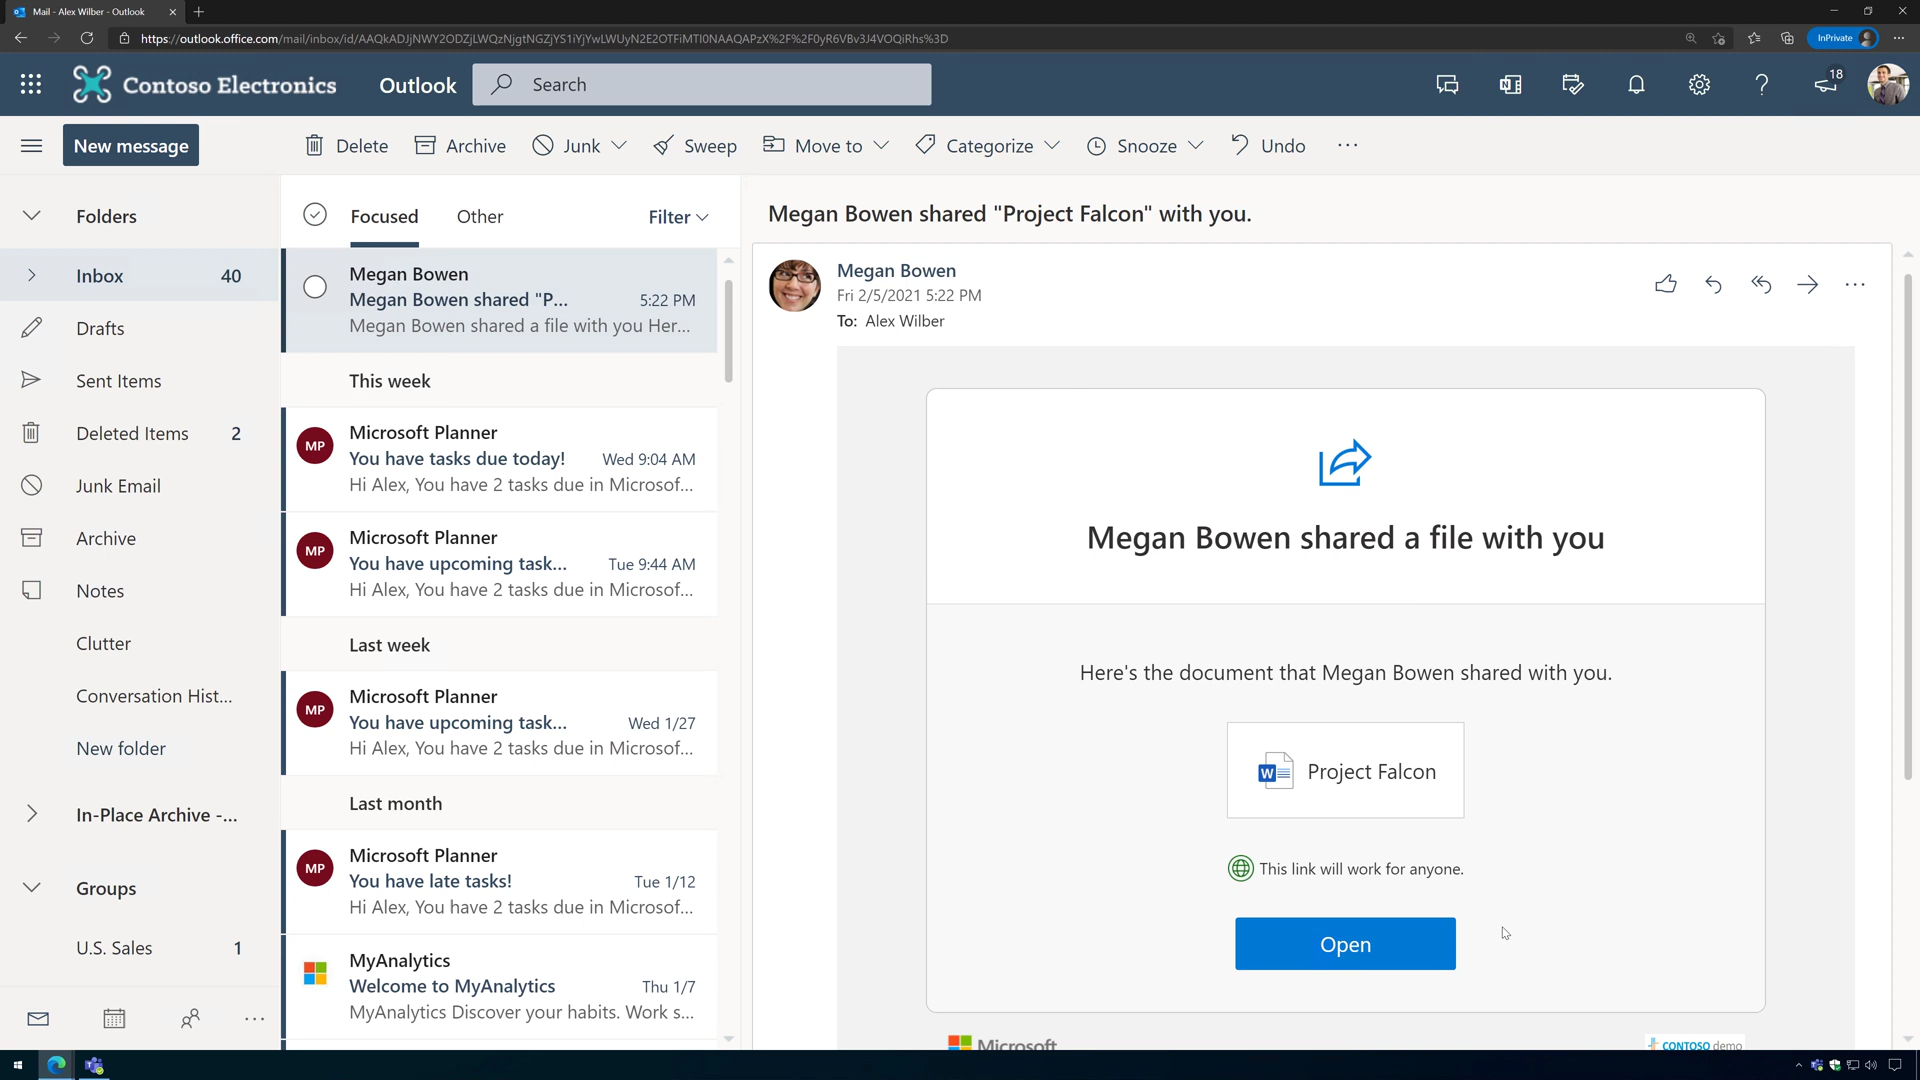 Mail - Alex Wilber - Outlook
https://outlook.office.com/mail/inbox/id/AAQkADJjNWY2ODZjLWQzNjgtNGZjYS1iYjYwLWUyN2E2OTFiMTI0NAAQAPzX%2F%2F0yR6VBv3J4VOQiRhs%3D
InPrivate
Contoso Electronics
Outlook
Search
18
New message
Delete
Archive
Junk
Sweep
Move to
Categorize
Snooze
Undo
Folders
Inbox 40
Drafts
Sent Items
Deleted Items 2
Junk Email
Archive
Notes
Clutter
Conversation Hist...
New folder
In-Place Archive -...
Groups
U.S. Sales 1
Focused
Other
Filter
Megan Bowen
Megan Bowen shared "P... 5:22 PM
Megan Bowen shared a file with you Her...
This week
MP
Microsoft Planner
You have tasks due today! Wed 9:04 AM
Hi Alex, You have 2 tasks due in Microsof...
MP
Microsoft Planner
You have upcoming task... Tue 9:44 AM
Hi Alex, You have 2 tasks due in Microsof...
Last week
MP
Microsoft Planner
You have upcoming task... Wed 1/27
Hi Alex, You have 2 tasks due in Microsof...
Last month
MP
Microsoft Planner
You have late tasks! Tue 1/12
Hi Alex, You have 2 tasks due in Microsof...
MyAnalytics
Welcome to MyAnalytics Thu 1/7
MyAnalytics Discover your habits. Work s...
Megan Bowen shared "Project Falcon" with you.
Megan Bowen
Fri 2/5/2021 5:22 PM
To: Alex Wilber
Megan Bowen shared a file with you
Here's the document that Megan Bowen shared with you.
W
Project Falcon
This link will work for anyone.
Open
Microsoft
CONTOSO demo